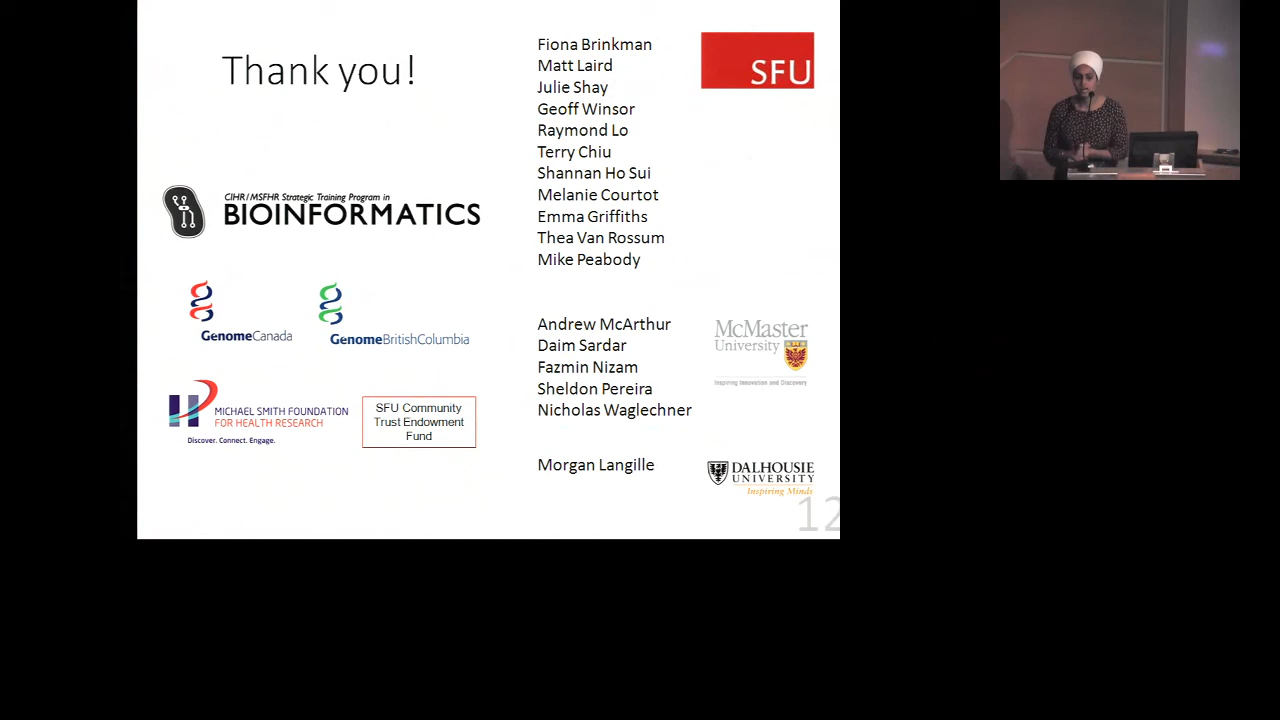 Thank you!
CIHR/MSFHR Strategic Training Program in
BIOINFORMATICS
GenomeCanada
GenomeBritishColumbia
MICHAEL SMITH FOUNDATION
FOR HEALTH RESEARCH
Discover. Connect. Engage.
SFU Community
Trust Endowment
Fund
Fiona Brinkman
Matt Laird
Julie Shay
Geoff Winsor
Raymond Lo
Terry Chiu
Shannan Ho Sui
Melanie Courtot
Emma Griffiths
Thea Van Rossum
Mike Peabody
SFU
Andrew McArthur
Daim Sardar
Fazmin Nizam
Sheldon Pereira
Nicholas Waglechner
McMaster
University
Inspiring Innovation and Discovery
Morgan Langille
DALHOUSIE
UNIVERSITY
Inspiring Minds
12